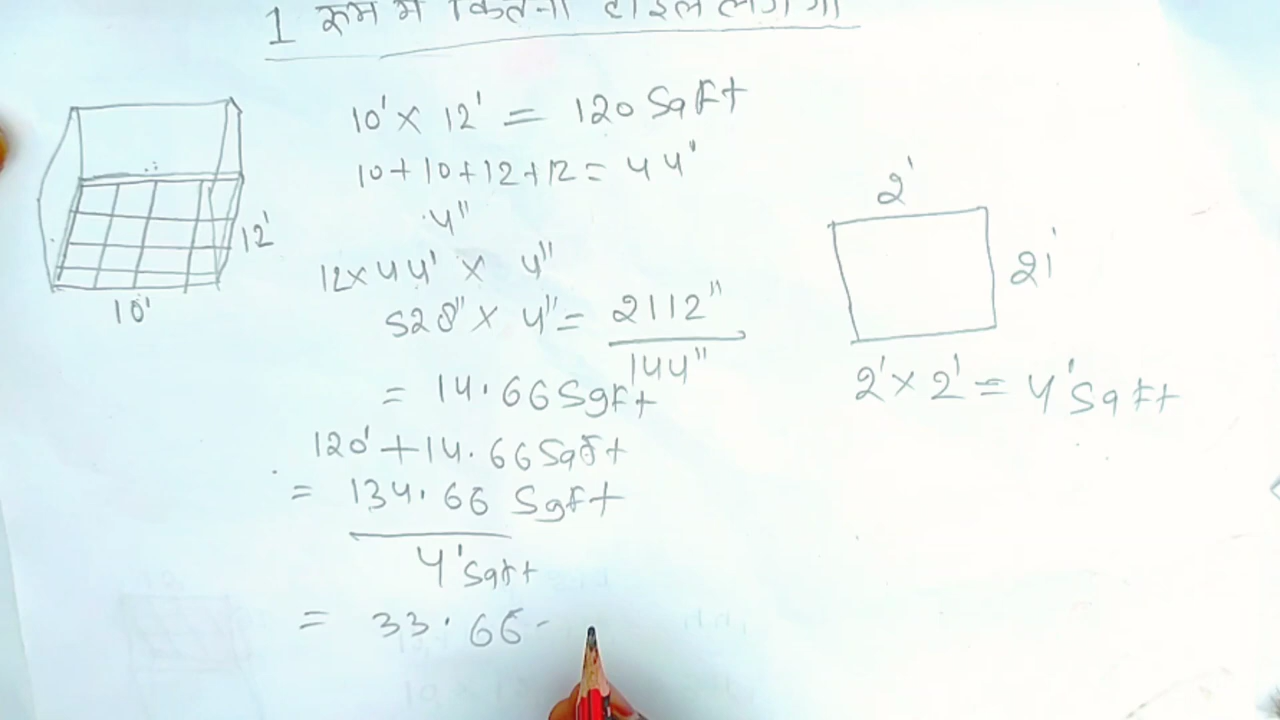 1 रूम में कितना टाइल लगेगा
10' × 12' = 120 Sqft
10+10+12+12 = 44'
4"
12×44' × 4"
528" × 4" = 2112"
144"
= 14.66 Sqft
120' + 14.66 Sqft
= 134.66 Sqft
4' Sqft
= 33.66
12'
10'
2'
2'
2' × 2' = 4' Sqft